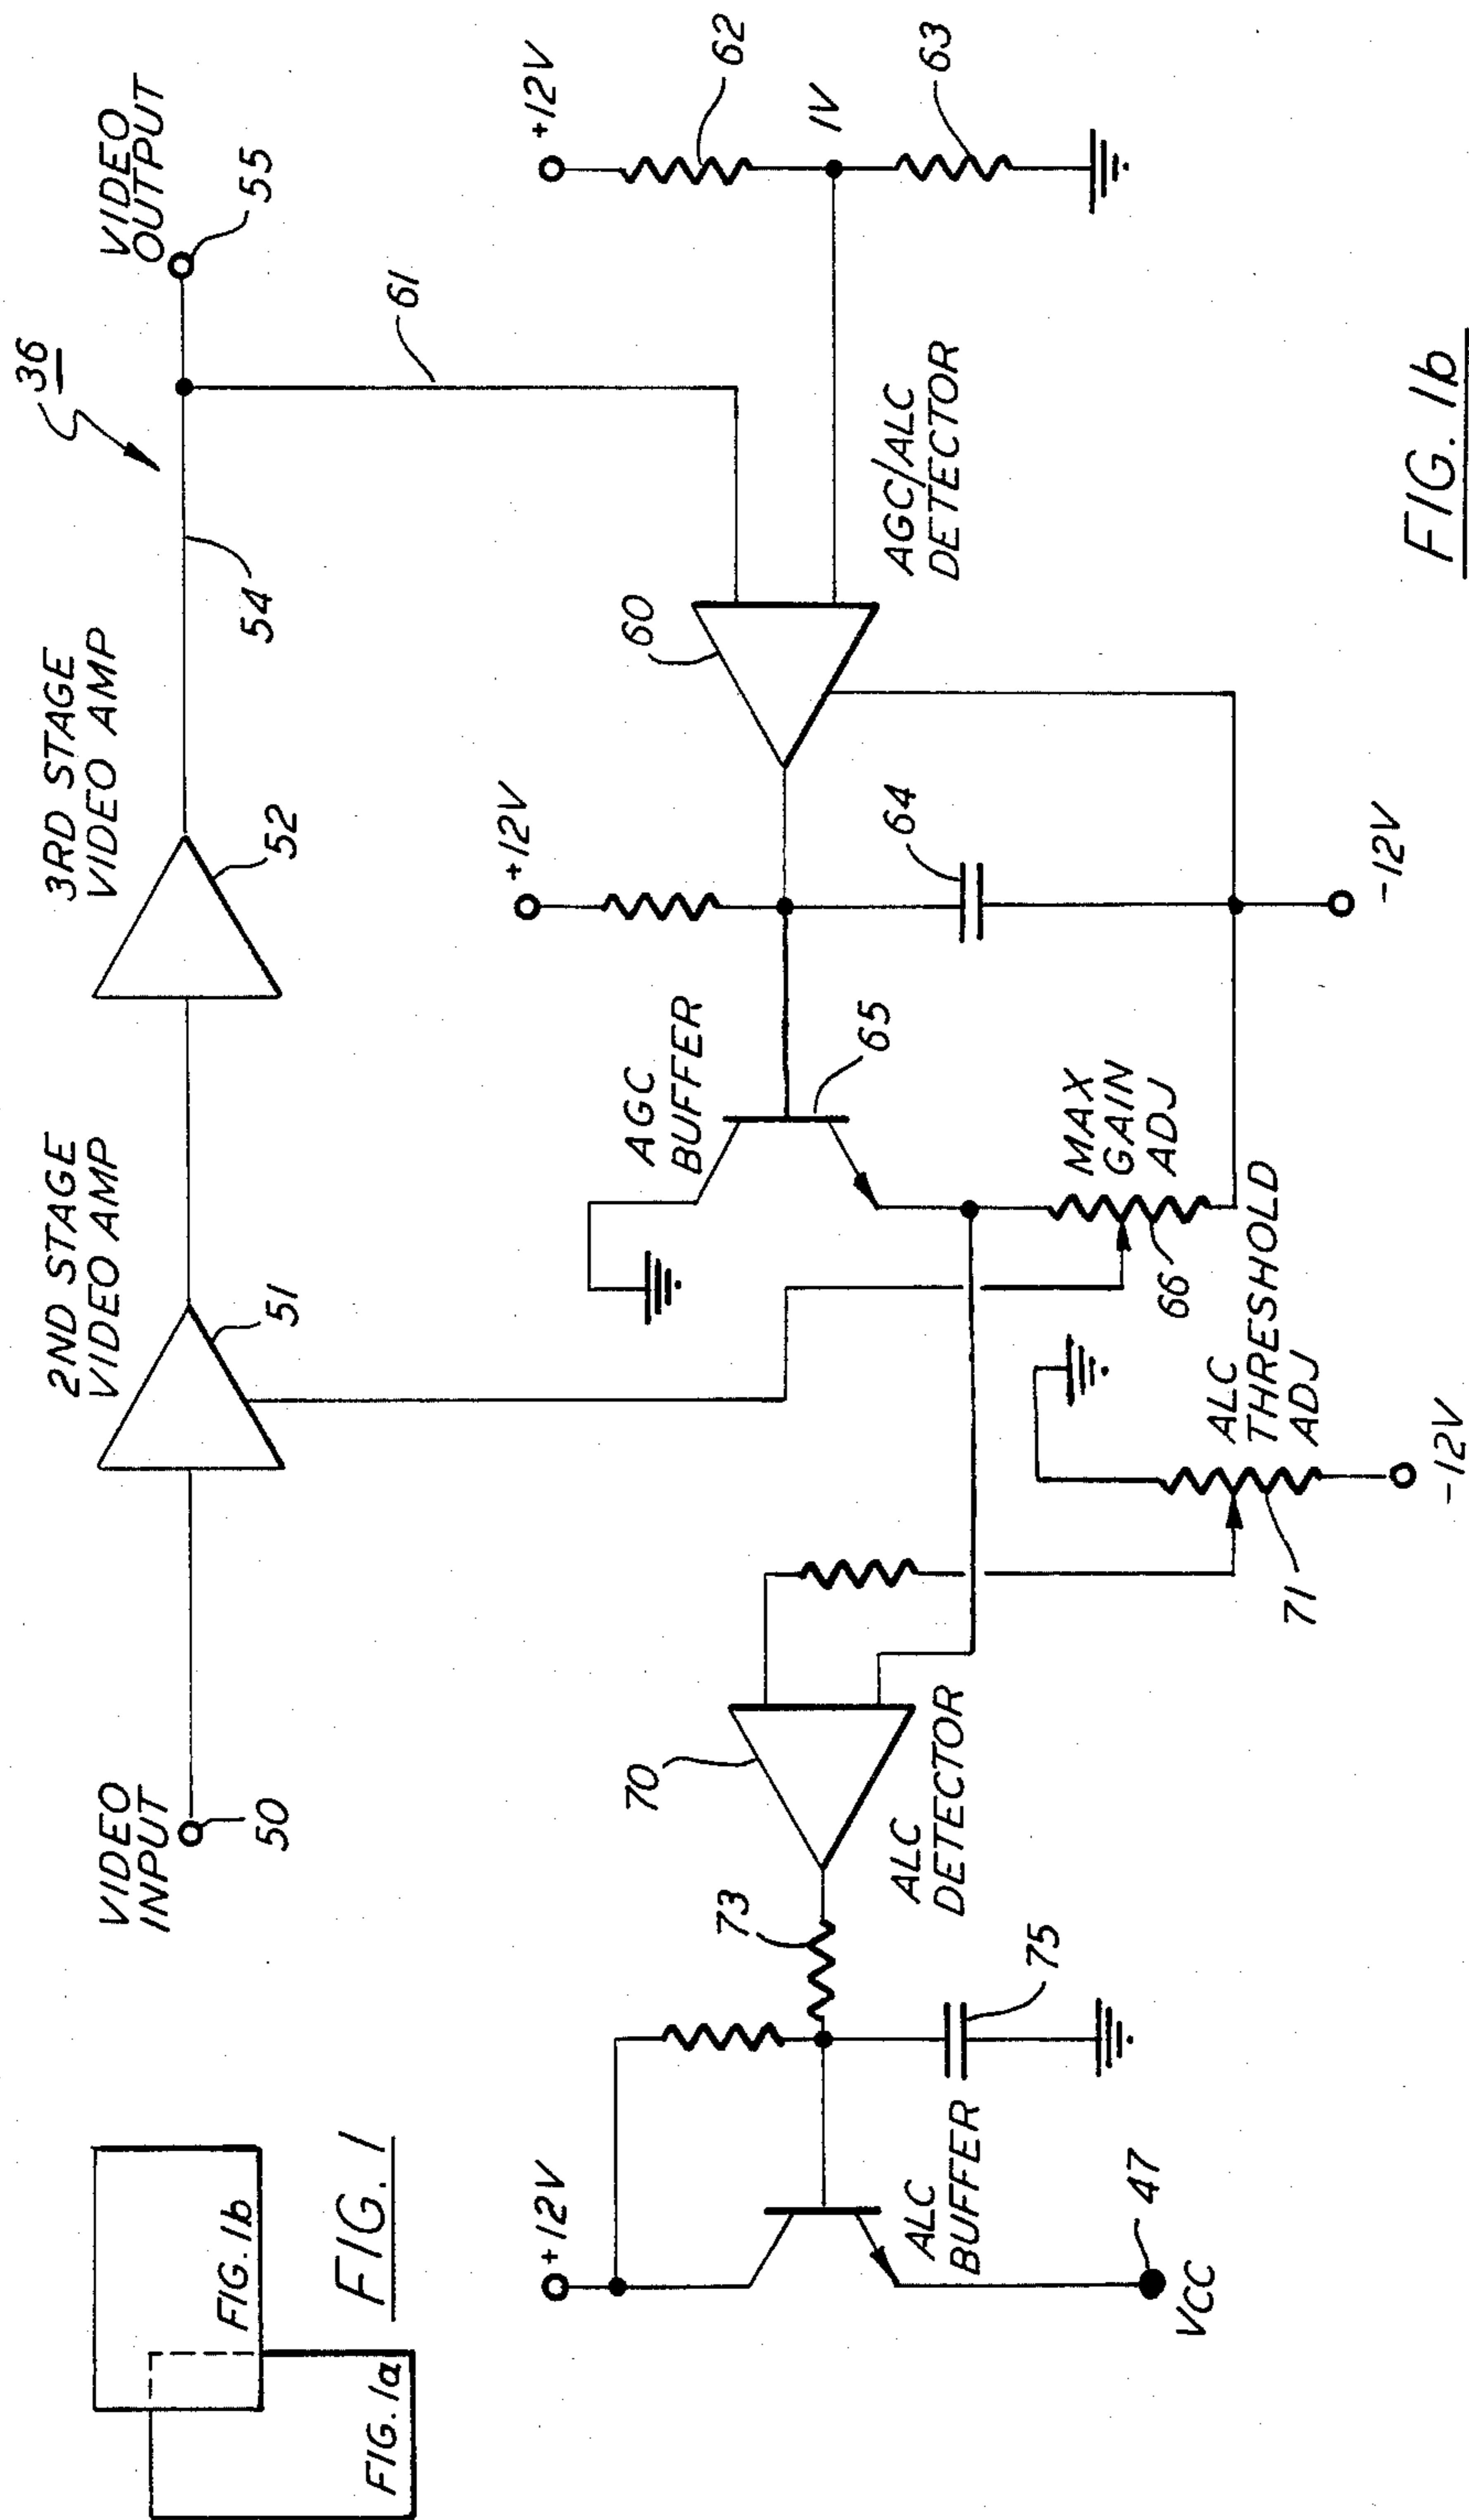 VIDEO
INPUT
50
2ND STAGE
VIDEO AMP
51
3RD STAGE
VIDEO AMP
52
54
36
VIDEO
OUTPUT
55
61
+12V
62
1V
63
AGC/ALC
DETECTOR
60
+12V
64
-12V
AGC
BUFFER
65
MAX
GAIN
ADJ
66
ALC
THRESHOLD
ADJ
71
-12V
70
ALC
DETECTOR
73
75
+12V
ALC
BUFFER
47
VCC
FIG. 1a
FIG. 1b
FIG. 1
FIG. 1b